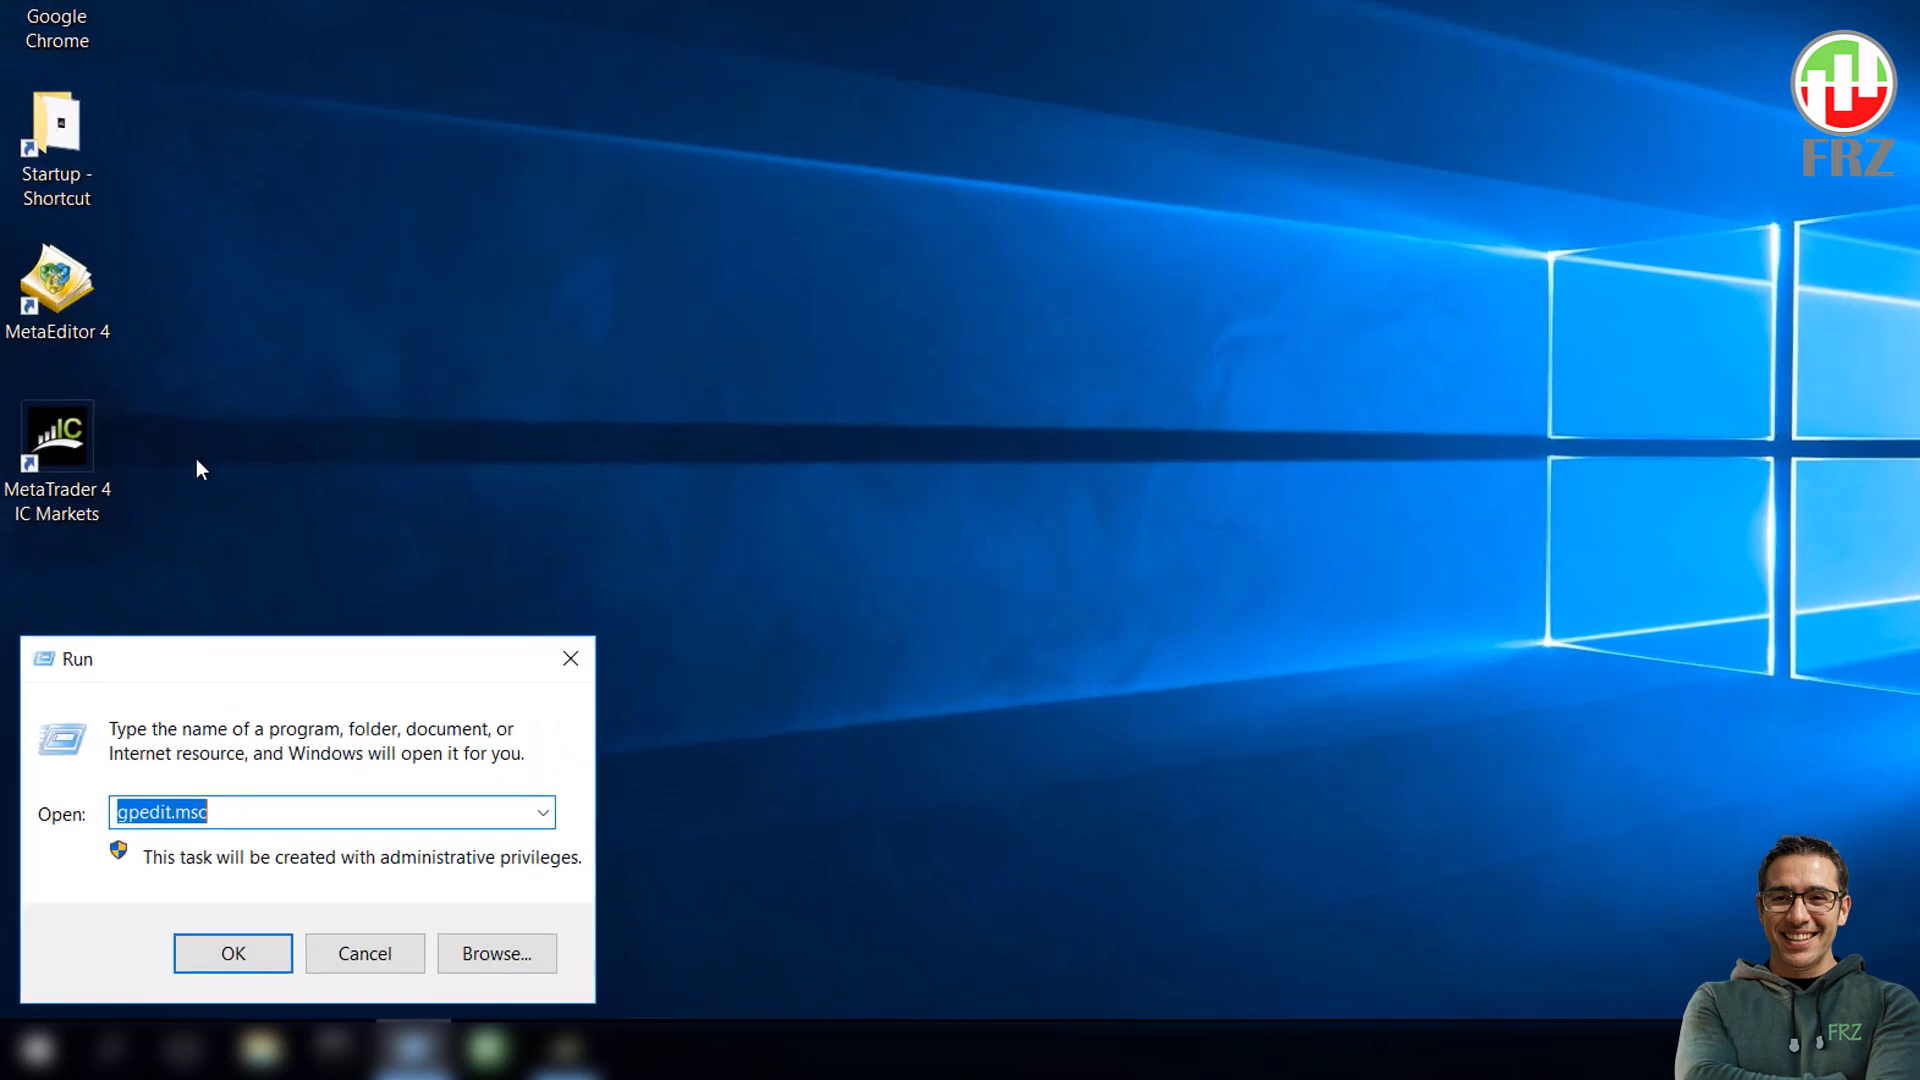 Google
Chrome
Startup -
Shortcut
MetaEditor 4
IC
MetaTrader 4
IC Markets
FRZ
Run
Type the name of a program, folder, document, or
Internet resource, and Windows will open it for you.
Open:
gpedit.msc
This task will be created with administrative privileges.
OK
Cancel
Browse...
FRZ